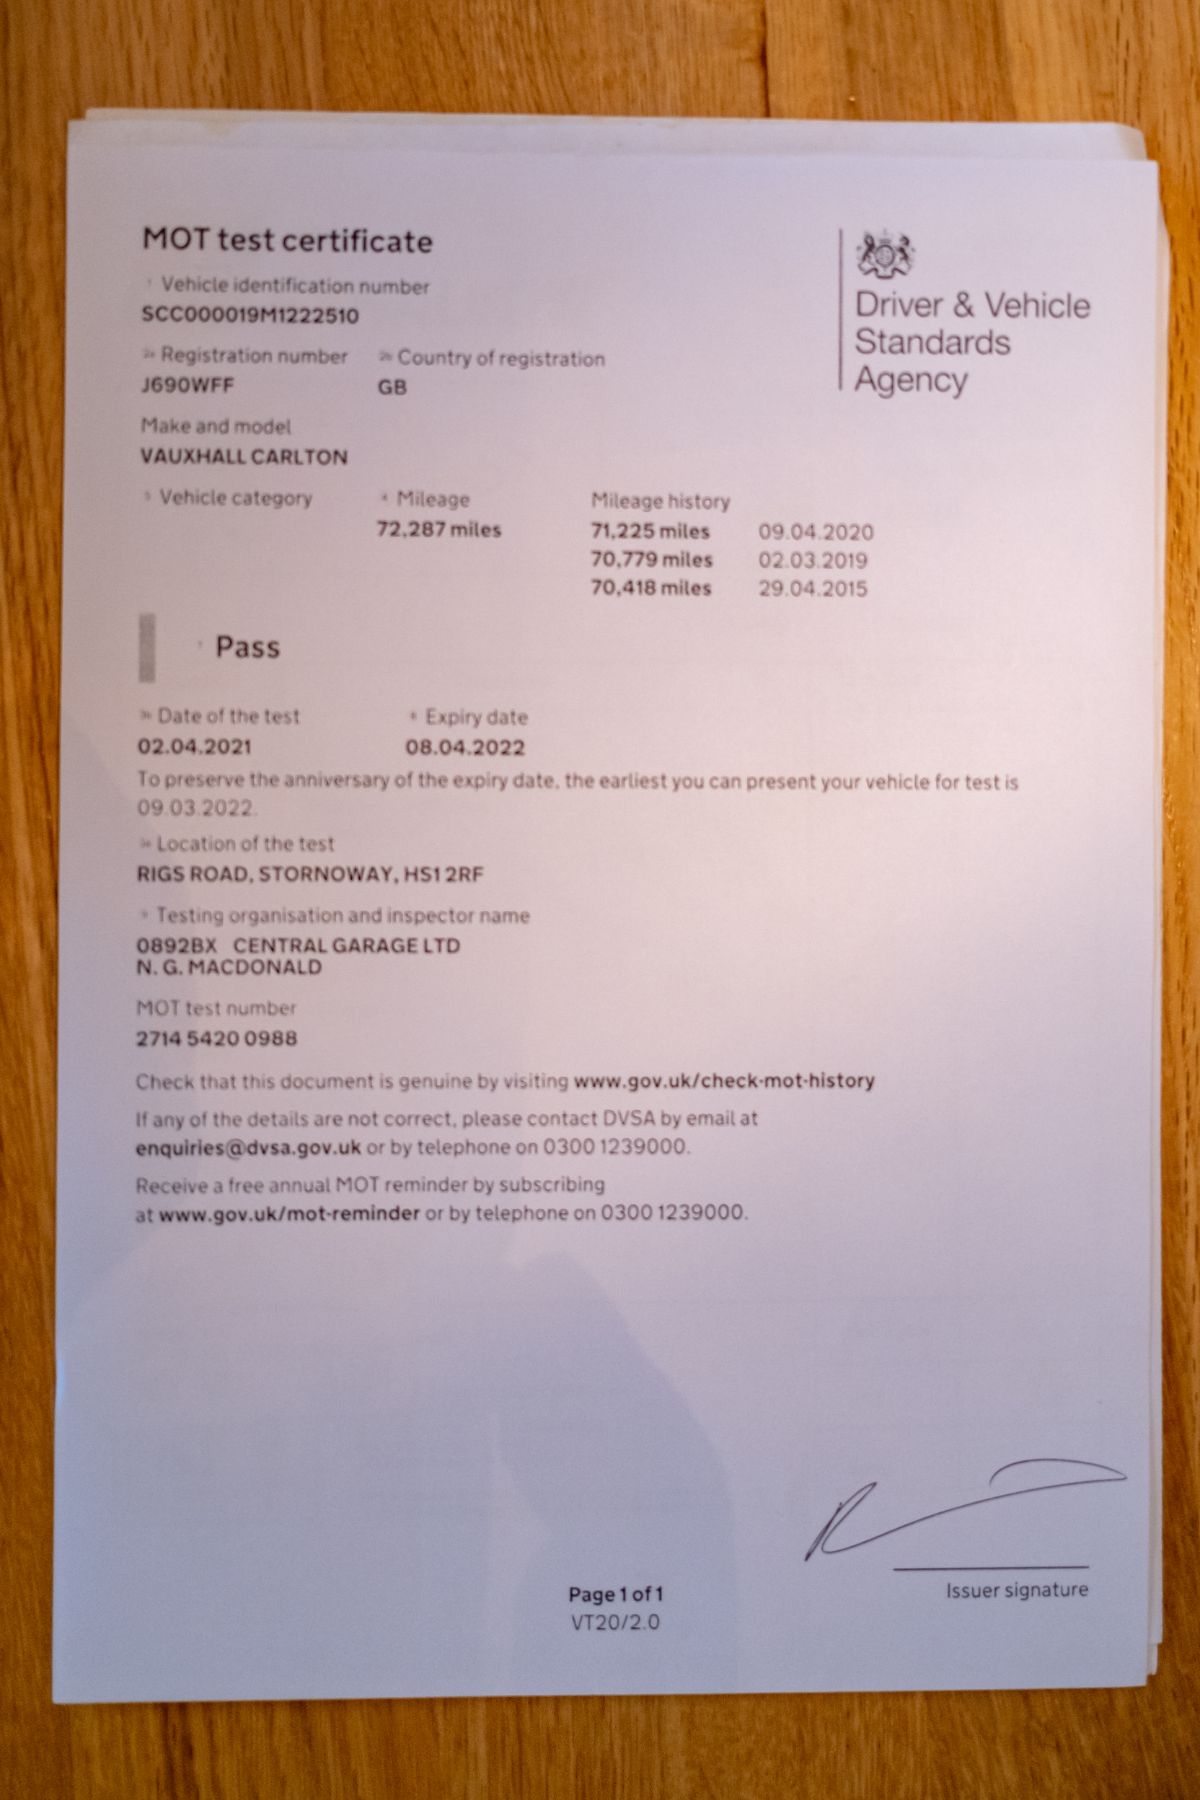 MOT test certificate
Driver & Vehicle
Standards
Agency
Vehicle identification number
SCC000019M1222510
Registration number Country of registration
J690WFF GB
Make and model
VAUXHALL CARLTON
Vehicle category Mileage Mileage history
72,287 miles 71,225 miles 09.04.2020
70,779 miles 02.03.2019
70,418 miles 29.04.2015
Pass
Date of the test Expiry date
02.04.2021 08.04.2022
To preserve the anniversary of the expiry date, the earliest you can present your vehicle for test is
09.03.2022.
Location of the test
RIGS ROAD, STORNOWAY, HS1 2RF
Testing organisation and inspector name
0892BX CENTRAL GARAGE LTD
N. G. MACDONALD
MOT test number
2714 5420 0988
Check that this document is genuine by visiting www.gov.uk/check-mot-history
If any of the details are not correct, please contact DVSA by email at
enquiries@dvsa.gov.uk or by telephone on 0300 1239000.
Receive a free annual MOT reminder by subscribing
at www.gov.uk/mot-reminder or by telephone on 0300 1239000.
Issuer signature
Page 1 of 1
VT20/2.0